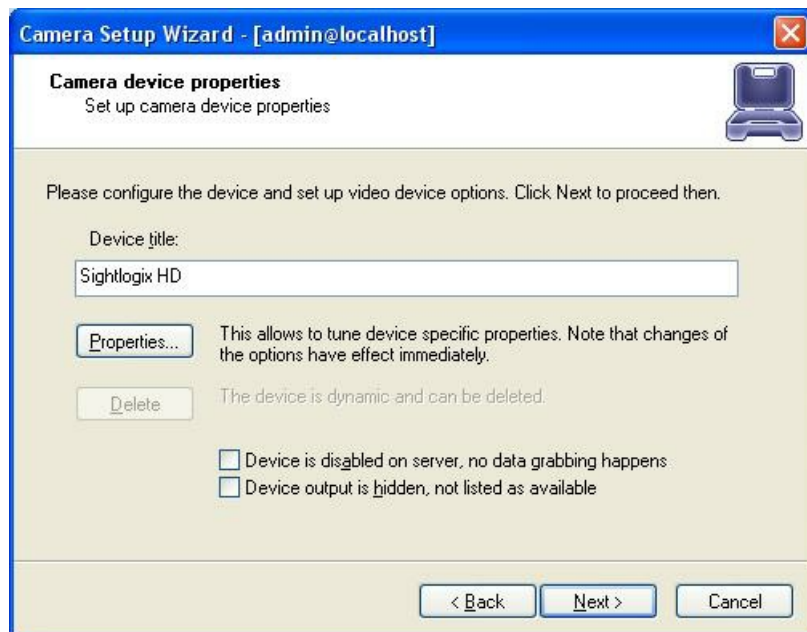 Camera Setup Wizard - [admin@localhost]
Camera device properties
Set up camera device properties
Please configure the device and set up video device options. Click Next to proceed then.
Device title:
Sightlogix HD
Properties...
This allows to tune device specific properties. Note that changes of
the options have effect immediately.
Delete
The device is dynamic and can be deleted.
Device is disabled on server, no data grabbing happens
Device output is hidden, not listed as available
< Back
Next >
Cancel